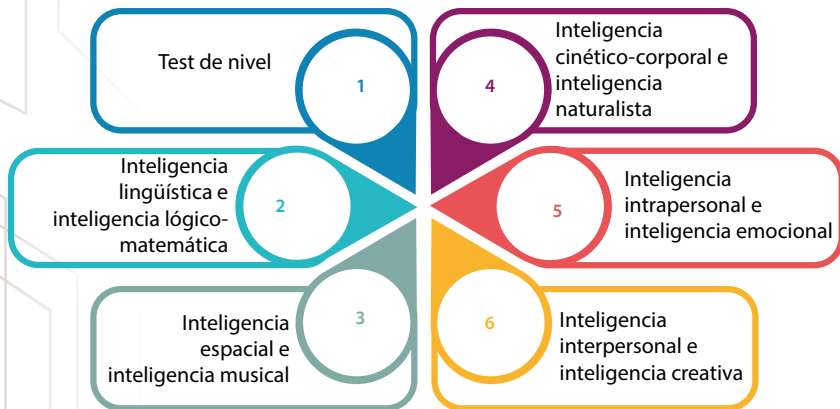 1
Test de nivel
2
Inteligencia
lingüística e
inteligencia lógico-
matemática
3
Inteligencia
espacial e
inteligencia musical
4
Inteligencia
cinético-corporal e
inteligencia
naturalista
5
Inteligencia
intrapersonal e
inteligencia emocional
6
Inteligencia
interpersonal e
inteligencia creativa